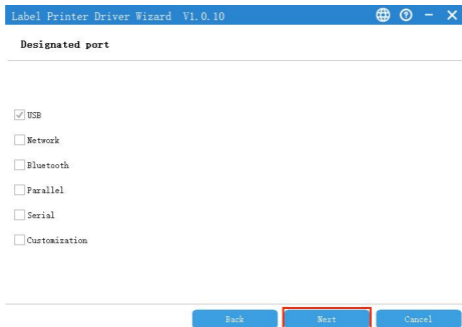 Label Printer Driver Wizard V1.0.10
Designated port
USB
Network
Bluetooth
Parallel
Serial
Customization
Back Next Cancel